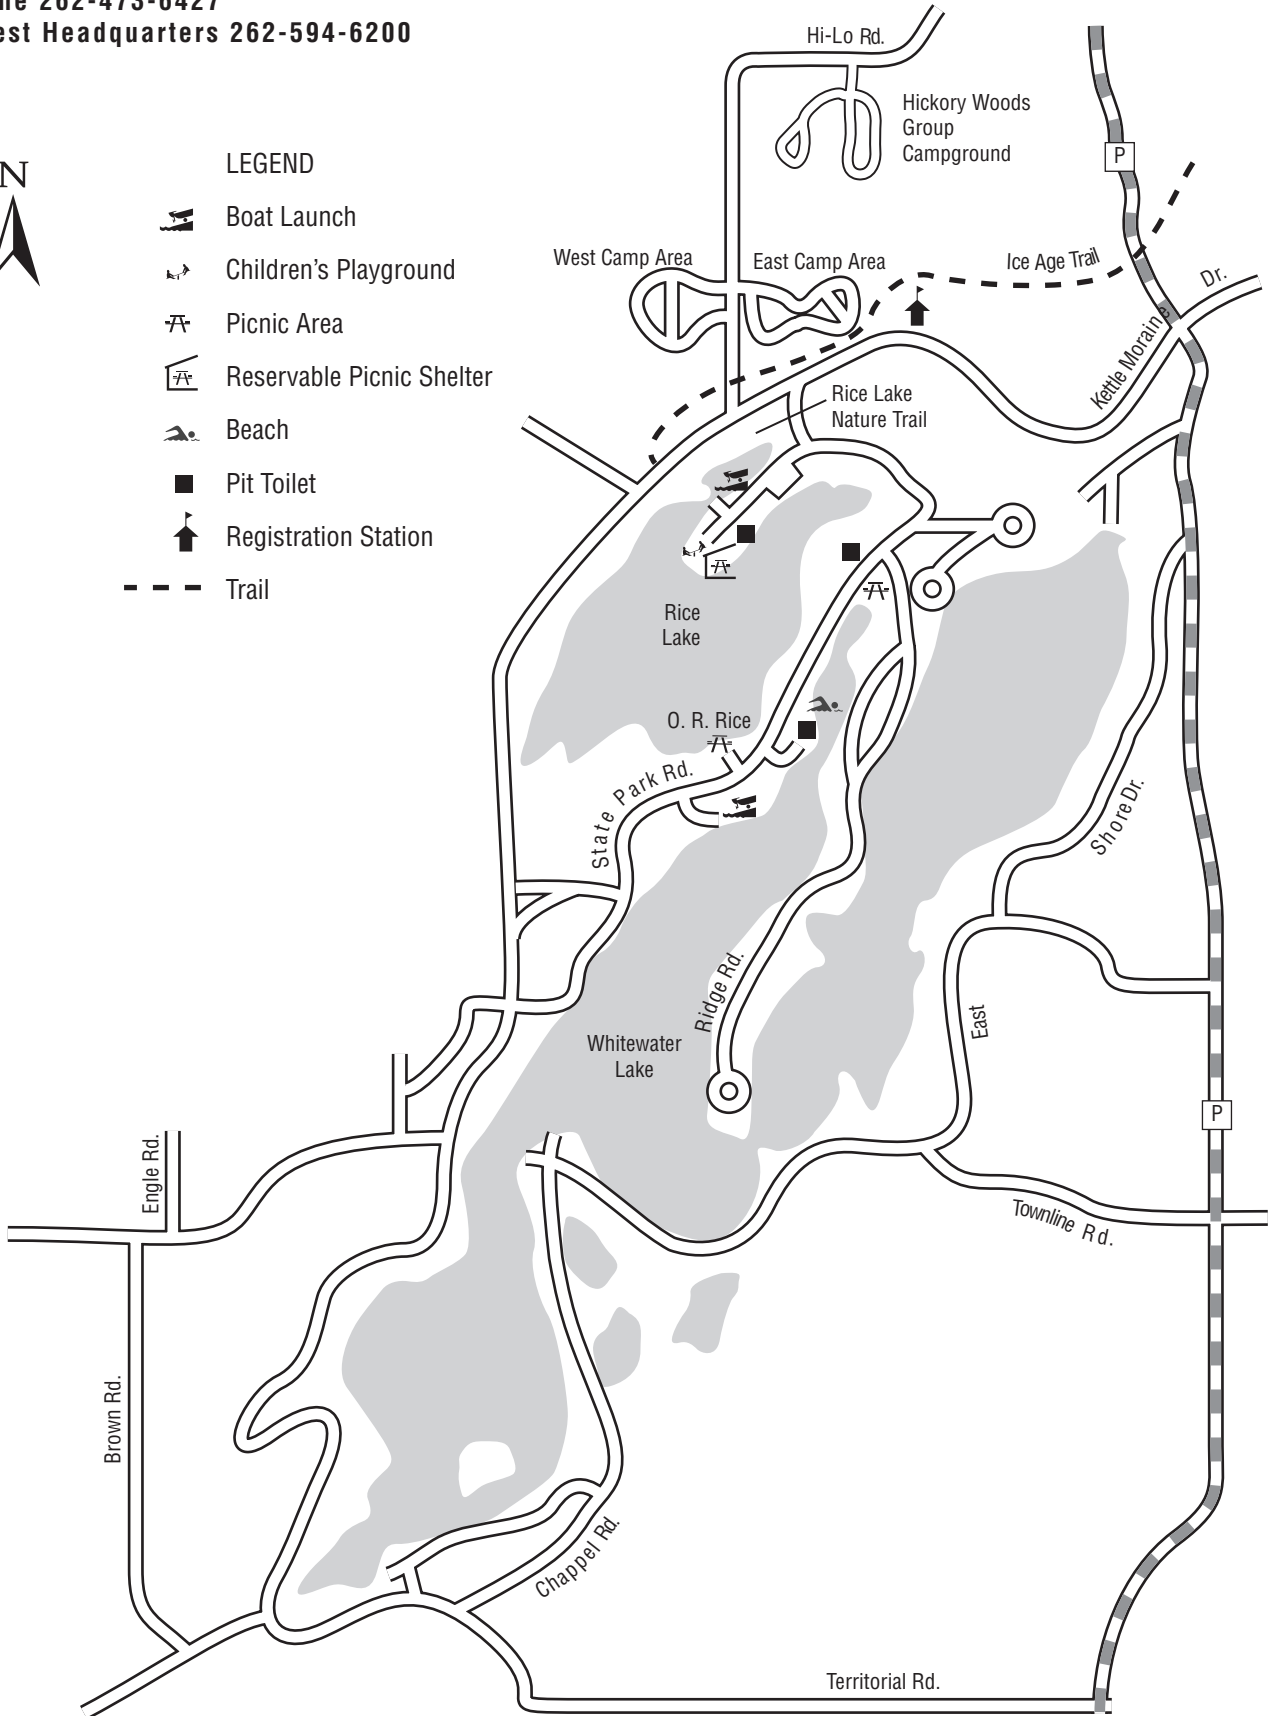 262-473-6427
Headquarters 262-594-6200
N
LEGEND
Boat Launch
Children's Playground
Picnic Area
Reservable Picnic Shelter
Beach
Pit Toilet
Registration Station
Trail
Hi-Lo Rd.
Hickory Woods
Group
Campground
P
West Camp Area
East Camp Area
Ice Age Trail
Kettle Moraine Dr.
Rice Lake
Nature Trail
Rice
Lake
O. R. Rice
State Park Rd.
Shore Dr.
Ridge Rd.
East
Whitewater
Lake
P
Engle Rd.
Townline Rd.
Brown Rd.
Chappel Rd.
Territorial Rd.